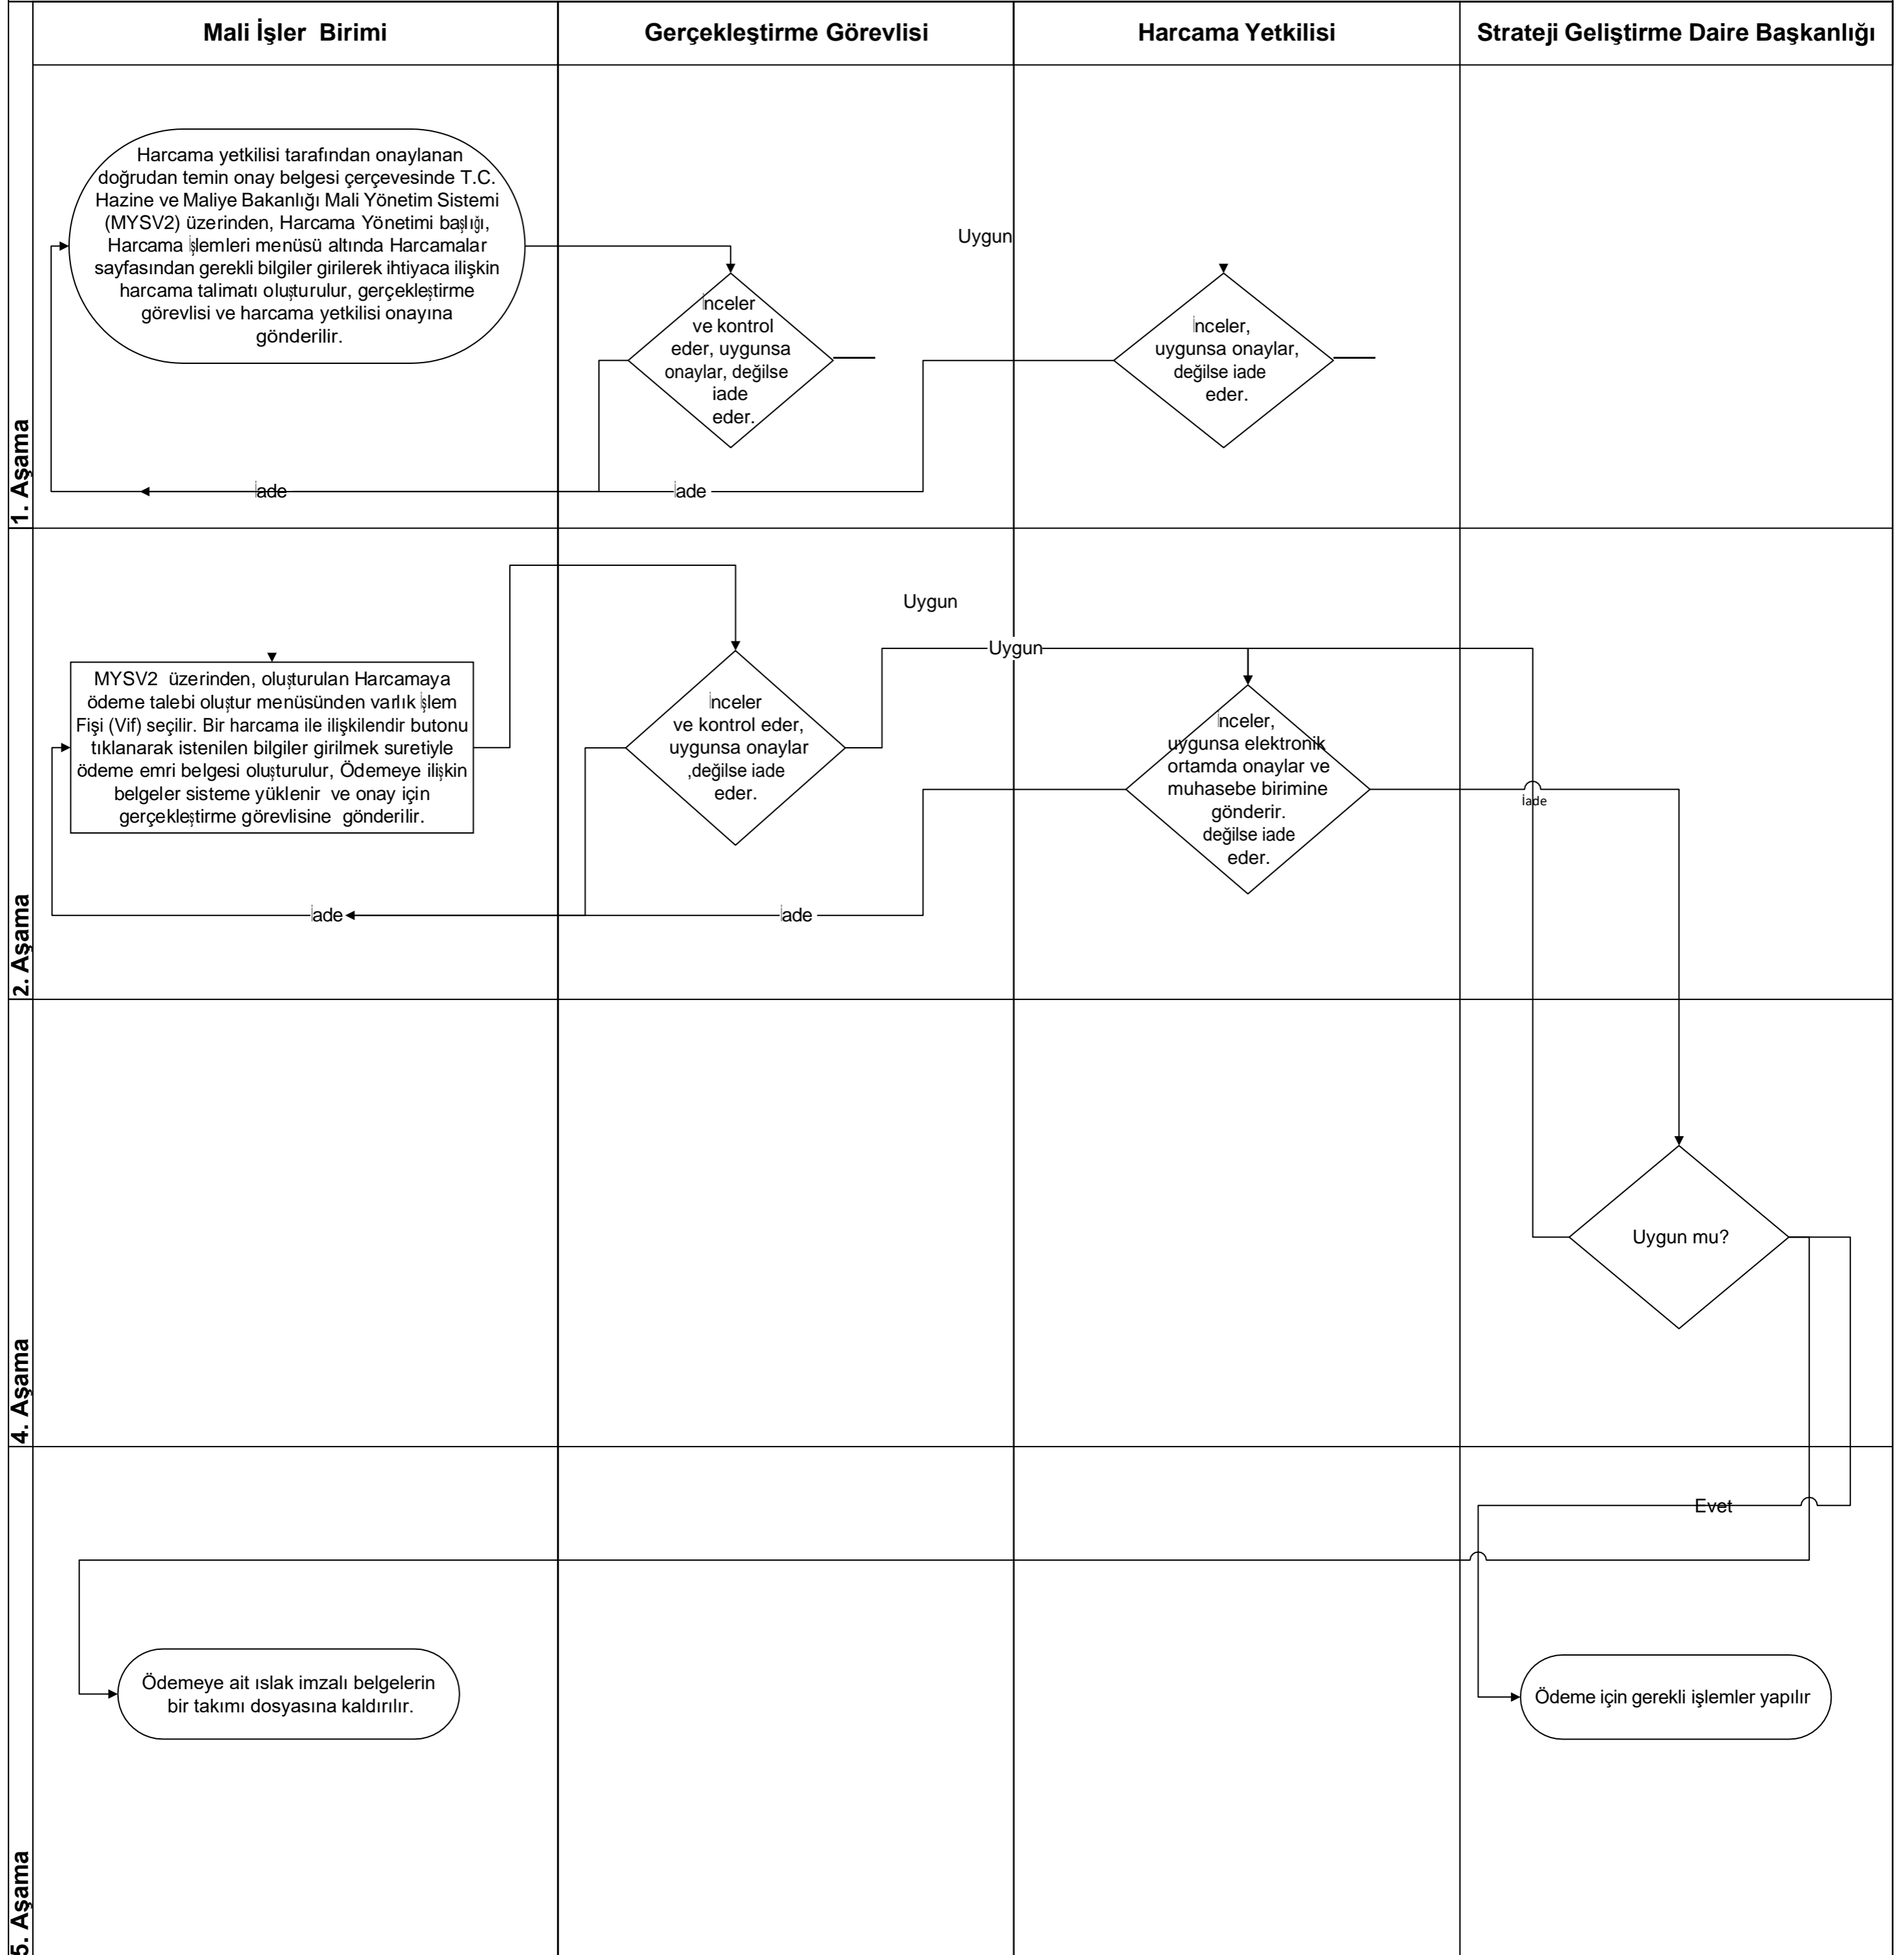 Mali İşler  Birimi
Gerçekleştirme Görevlisi
Harcama Yetkilisi
Strateji Geliştirme Daire Başkanlığı
1. Aşama
Harcama yetkilisi tarafından onaylanan
doğrudan temin onay belgesi çerçevesinde T.C.
Hazine ve Maliye Bakanlığı Mali Yönetim Sistemi
(MYSV2) üzerinden, Harcama Yönetimi başlığı,
Harcama İşlemleri menüsü altında Harcamalar
sayfasından gerekli bilgiler girilerek ihtiyaca ilişkin
harcama talimatı oluşturulur, gerçekleştirme
görevlisi ve harcama yetkilisi onayına
gönderilir.
İnceler
ve kontrol
eder, uygunsa
onaylar, değilse
iade
eder.
Uygun
İnceler,
uygunsa onaylar,
değilse iade
eder.
İade
İade
2. Aşama
Uygun
Uygun
MYSV2  üzerinden, oluşturulan Harcamaya
ödeme talebi oluştur menüsünden varlık İşlem
Fişi (Vif) seçilir. Bir harcama ile ilişkilendir butonu
tıklanarak istenilen bilgiler girilmek suretiyle
ödeme emri belgesi oluşturulur, Ödemeye ilişkin
belgeler sisteme yüklenir  ve onay için
gerçekleştirme görevlisine  gönderilir.
İnceler
ve kontrol eder,
uygunsa onaylar
,değilse iade
eder.
İnceler,
uygunsa elektronik
ortamda onaylar ve
muhasebe birimine
gönderir.
değilse iade
eder.
İade
İade
İade
4. Aşama
Uygun mu?
5. Aşama
Evet
Ödemeye ait ıslak imzalı belgelerin
bir takımı dosyasına kaldırılır.
Ödeme için gerekli işlemler yapılır